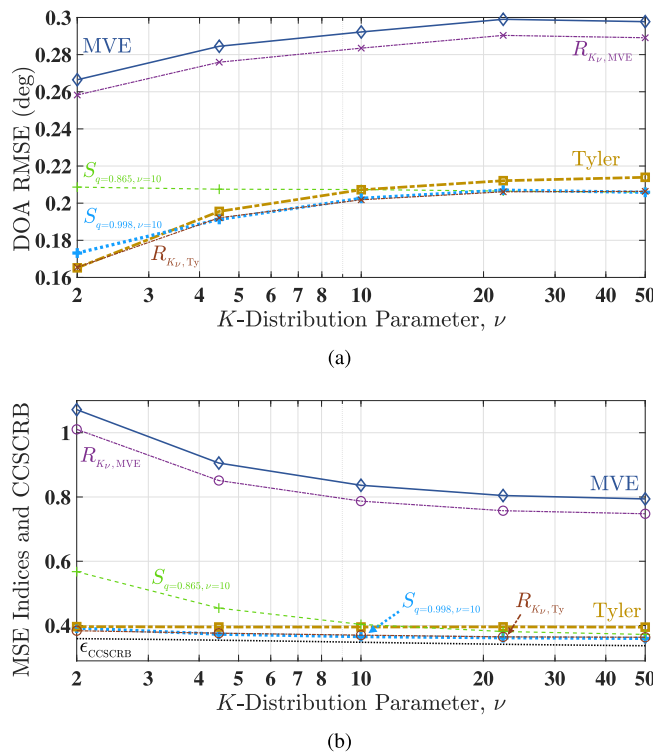 0.3
MVE
R_{K_ν,MVE}
0.28
0.26
0.24
DOA RMSE (deg)
0.22
S_{q=0.865, ν=10}
Tyler
0.2
S_{q=0.998, ν=10}
0.18
R_{K_ν,Ty}
0.16
2 3 4 5 6 7 8 10 20 30 50
K-Distribution Parameter, ν
(a)
MSE Indices and CCSCRB
1
R_{K_ν,MVE}
0.8
MVE
0.6
S_{q=0.865, ν=10}
S_{q=0.998, ν=10}
R_{K_ν,Ty}
Tyler
0.4
ϵ_{CCSCRB}
2 3 4 5 6 7 8 10 20 30 50
K-Distribution Parameter, ν
(b)